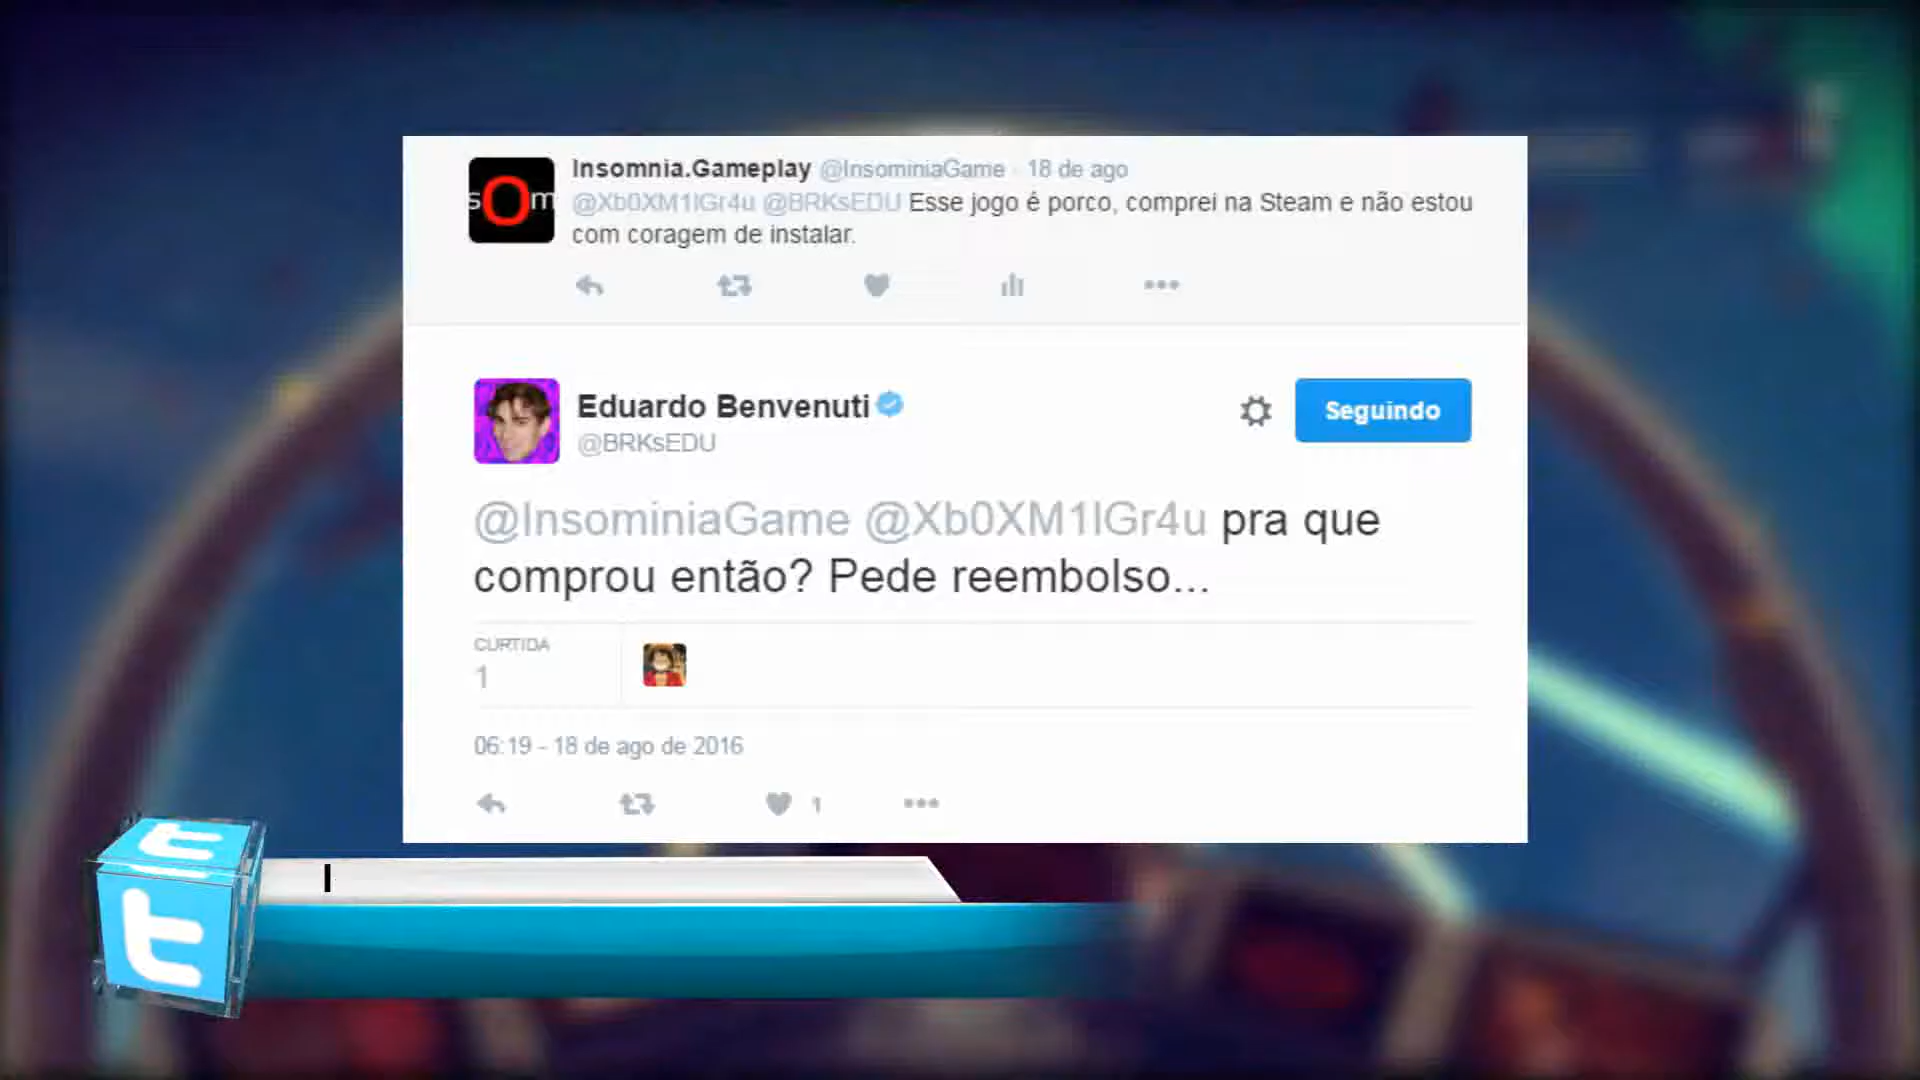 sOm
Insomnia.Gameplay @InsominiaGame · 18 de ago
@Xb0XM1lGr4u @BRKsEDU Esse jogo é porco, comprei na Steam e não estou
com coragem de instalar.
Eduardo Benvenuti
@BRKsEDU
Seguindo
@InsominiaGame @Xb0XM1lGr4u pra que
comprou então? Pede reembolso...
CURTIDA
1
06:19 - 18 de ago de 2016
1
I
t
t